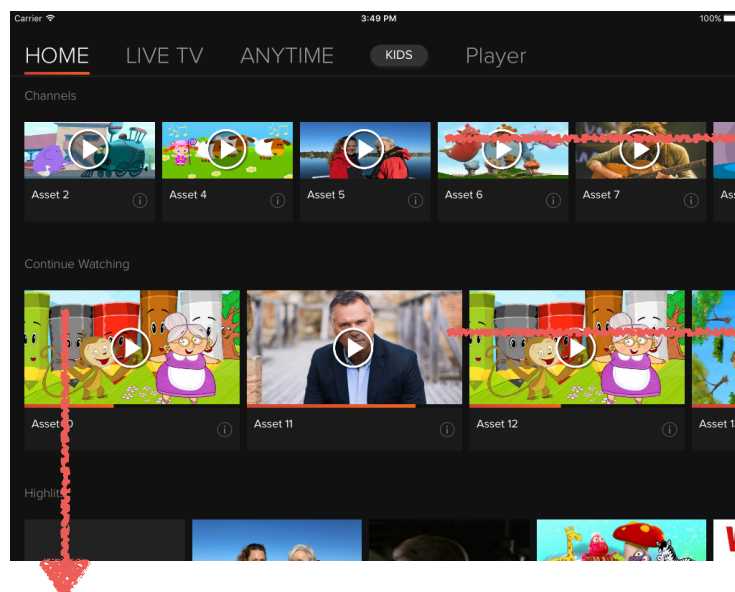 Carrier 3:49 PM 100%
HOME LIVE TV ANYTIME KIDS Player
Channels
Asset 2 Asset 4 Asset 5 Asset 6 Asset 7
Continue Watching
Asset 11 Asset 12